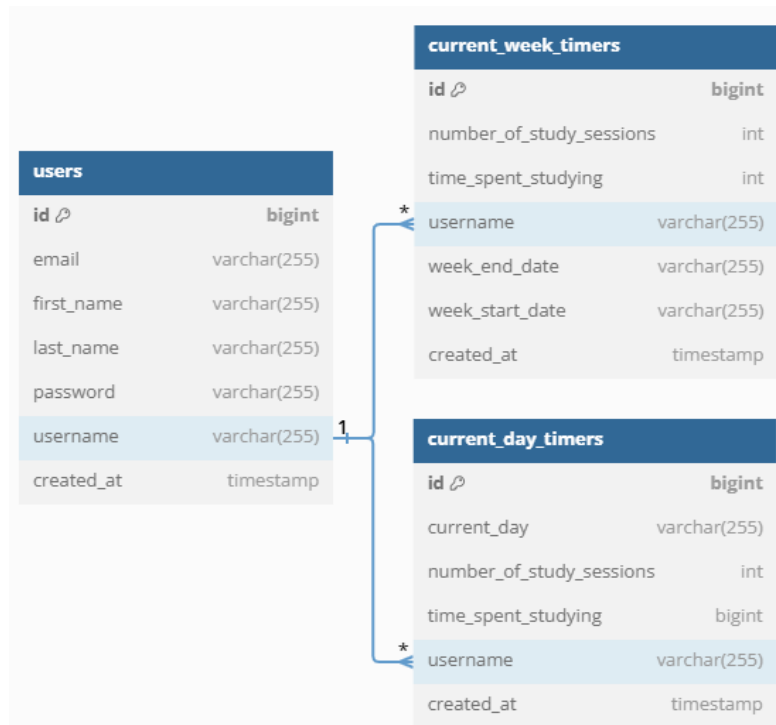 users
id bigint
email varchar(255)
first_name varchar(255)
last_name varchar(255)
password varchar(255)
username varchar(255)
created_at timestamp
1
*
*
current_week_timers
id bigint
number_of_study_sessions int
time_spent_studying int
username varchar(255)
week_end_date varchar(255)
week_start_date varchar(255)
created_at timestamp
current_day_timers
id bigint
current_day varchar(255)
number_of_study_sessions int
time_spent_studying bigint
username varchar(255)
created_at timestamp